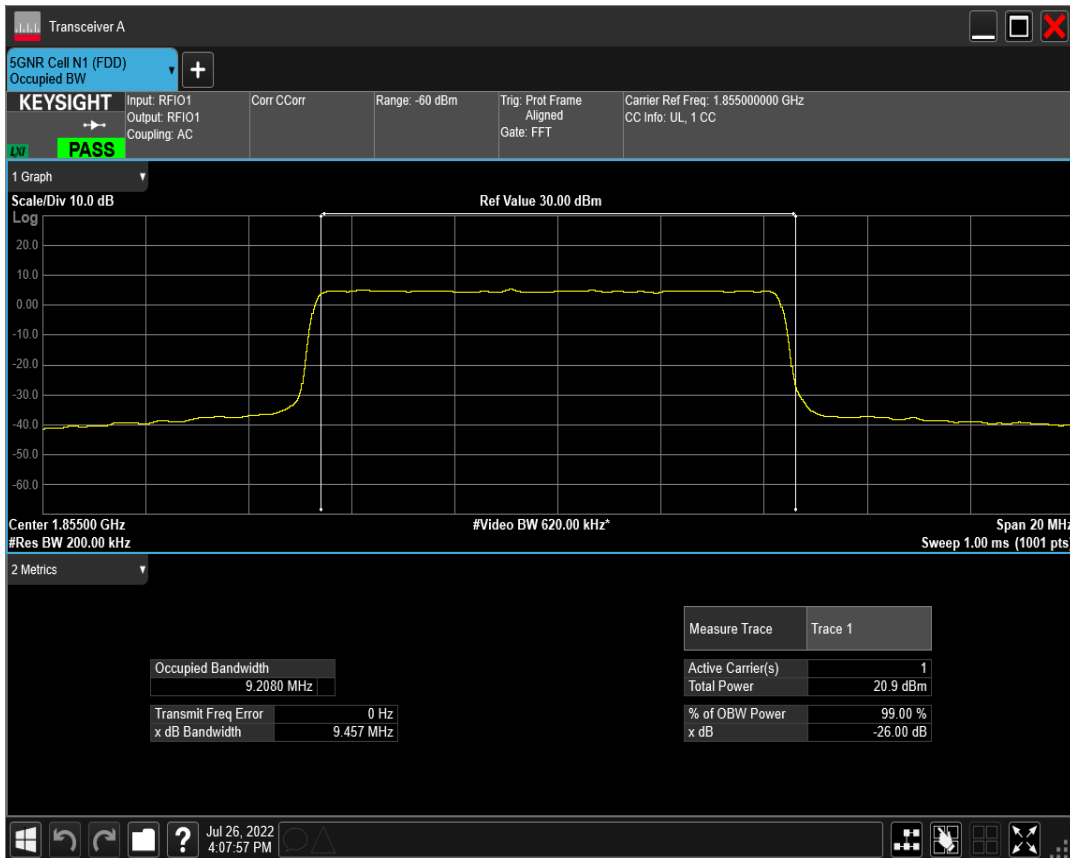 Transceiver A
5GNR Cell N1 (FDD)
Occupied BW
+
KEYSIGHT
LXI
PASS
Input: RFIO1
Output: RFIO1
Coupling: AC
Corr CCorr
Range: -60 dBm
Trig: Prot Frame
Aligned
Gate: FFT
Carrier Ref Freq: 1.855000000 GHz
CC Info: UL, 1 CC
1 Graph
Scale/Div 10.0 dB
Ref Value 30.00 dBm
Log
20.0
10.0
0.00
-10.0
-20.0
-30.0
-40.0
-50.0
-60.0
Center 1.85500 GHz
#Video BW 620.00 kHz*
Span 20 MHz
#Res BW 200.00 kHz
Sweep 1.00 ms (1001 pts)
2 Metrics
Measure Trace Trace 1
Occupied Bandwidth
9.2080 MHz
Active Carrier(s) 1
Total Power 20.9 dBm
Transmit Freq Error 0 Hz
x dB Bandwidth 9.457 MHz
% of OBW Power 99.00 %
x dB -26.00 dB
?
Jul 26, 2022
4:07:57 PM